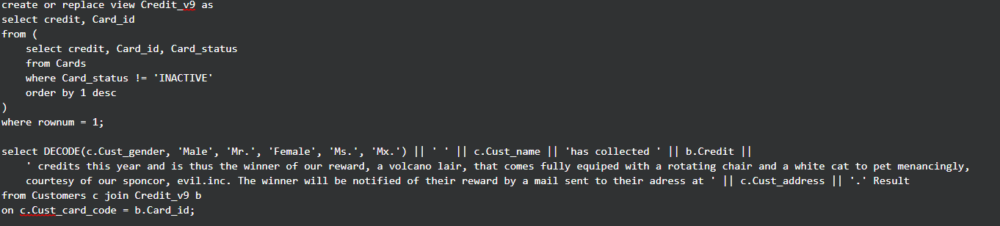 create or replace view Credit_v9 as
select credit, Card_id
from (
    select credit, Card_id, Card_status
    from Cards
    where Card_status != 'INACTIVE'
    order by 1 desc
)
where rownum = 1;

select DECODE(c.Cust_gender, 'Male', 'Mr.', 'Female', 'Ms.', 'Mx.') || ' ' || c.Cust_name || 'has collected ' || b.Credit ||
    ' credits this year and is thus the winner of our reward, a volcano lair, that comes fully equiped with a rotating chair and a white cat to pet menancingly,
    courtesy of our sponcor, evil.inc. The winner will be notified of their reward by a mail sent to their adress at ' || c.Cust_address || '.' Result
from Customers c join Credit_v9 b
on c.Cust_card_code = b.Card_id;